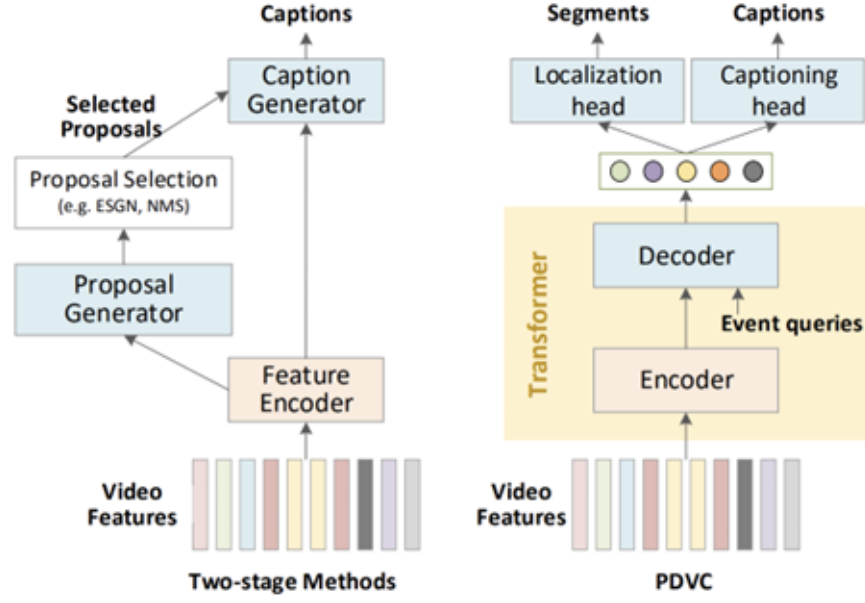 Captions
Caption
Generator
Selected
Proposals
Proposal Selection
(e.g. ESGN, NMS)
Proposal
Generator
Feature
Encoder
Video
Features
Two-stage Methods
Segments
Captions
Localization
head
Captioning
head
Decoder
Event queries
Transformer
Encoder
Video
Features
PDVC